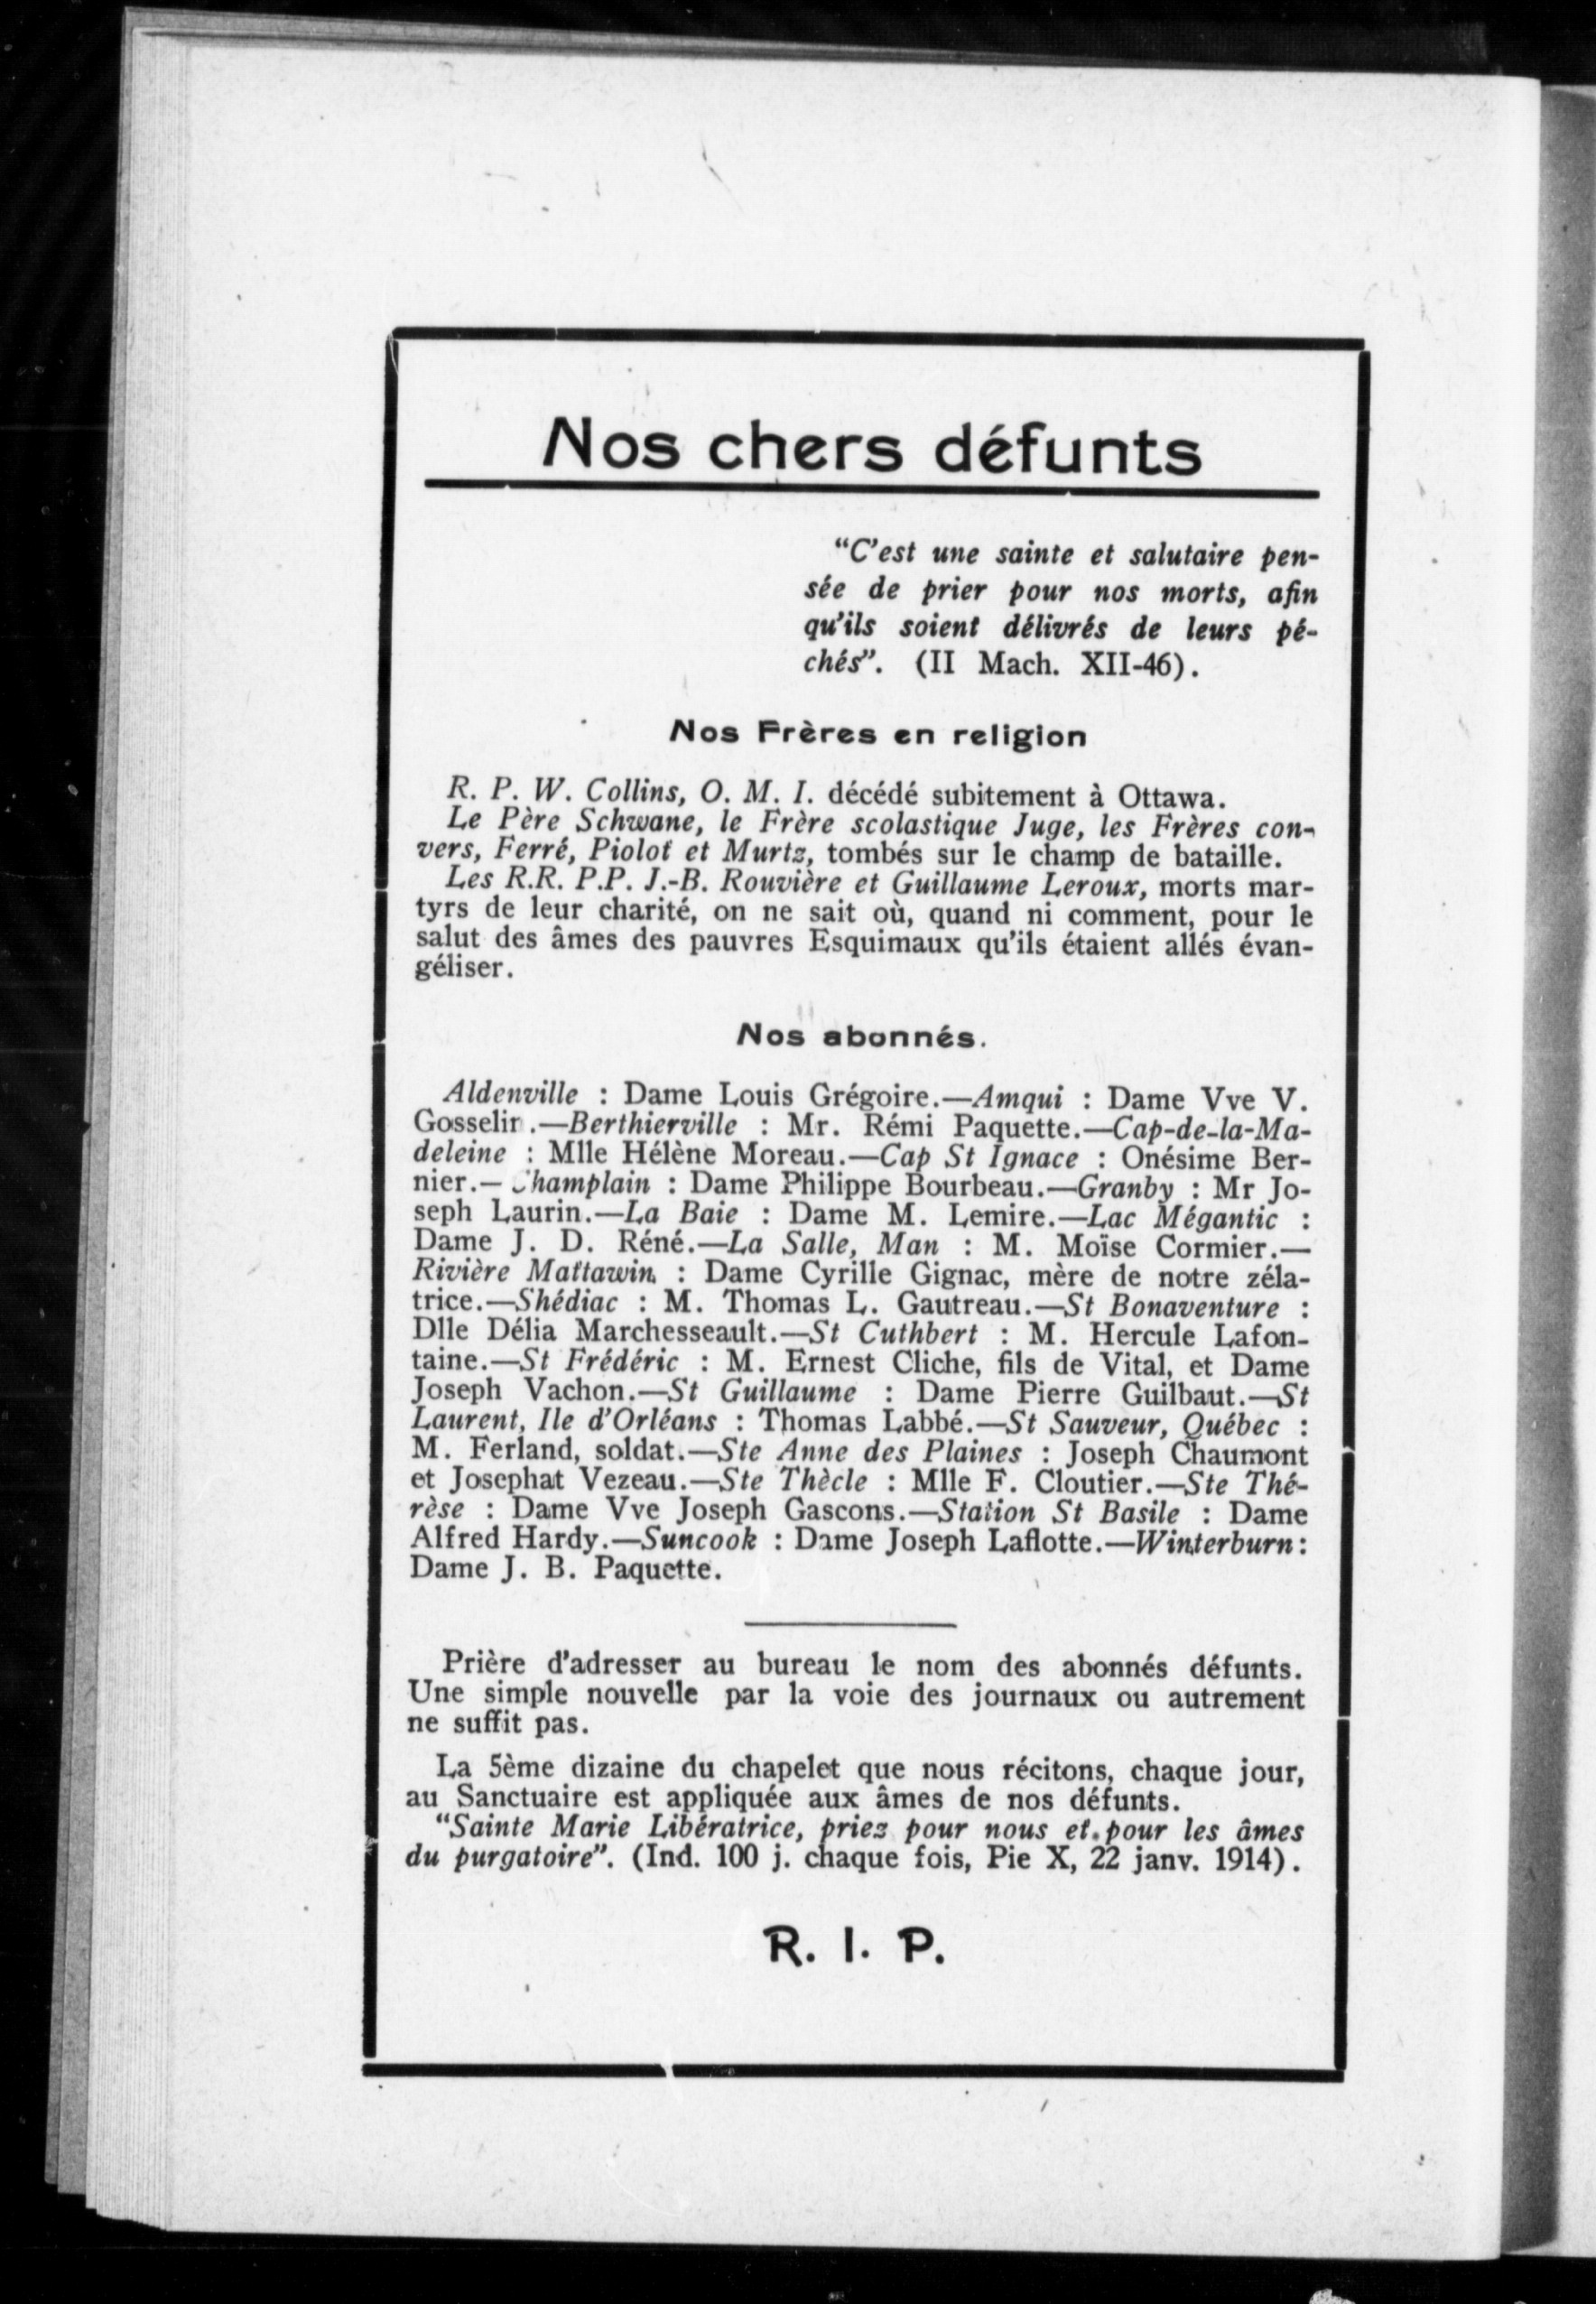 Nos chers défunts
“C’est une sainte et salutaire pen-
sée de prier pour nos morts, afin
qu’ils soient délivrés de leurs pé-
chés”. (II Mach. XII-46).
Nos Frères en religion
R. P. W. Collins, O. M. I. décédé subitement à Ottawa.
Le Père Schwane, le Frère scolastique Juge, les Frères con-
vers, Ferré, Piolot et Murtz, tombés sur le champ de bataille.
Les R.R. P.P. J.-B. Rouvière et Guillaume Leroux, morts mar-
tyrs de leur charité, on ne sait où, quand ni comment, pour le
salut des âmes des pauvres Esquimaux qu’ils étaient allés évan-
géliser.
Nos abonnés.
Aldenville : Dame Louis Grégoire.—Amqui : Dame Vve V.
Gosselin.—Berthierville : Mr. Rémi Paquette.—Cap-de-la-Ma-
deleine : Mlle Hélène Moreau.—Cap St Ignace : Onésime Ber-
nier.—Champlain : Dame Philippe Bourbeau.—Granby : Mr Jo-
seph Laurin.—La Baie : Dame M. Lemire.—Lac Mégantic :
Dame J. D. Réné.—La Salle, Man : M. Moïse Cormier.—
Rivière Mattawin : Dame Cyrille Gignac, mère de notre zéla-
trice.—Shédiac : M. Thomas L. Gautreau.—St Bonaventure :
Dlle Délia Marchesseault.—St Cuthbert : M. Hercule Lafon-
taine.—St Frédéric : M. Ernest Cliche, fils de Vital, et Dame
Joseph Vachon.—St Guillaume : Dame Pierre Guilbaut.—St
Laurent, Ile d’Orléans : Thomas Labbé.—St Sauveur, Québec :
M. Ferland, soldat.—Ste Anne des Plaines : Joseph Chaumont
et Josephat Vezeau.—Ste Thècle : Mlle F. Cloutier.—Ste Thé-
rèse : Dame Vve Joseph Gascons.—Station St Basile : Dame
Alfred Hardy.—Suncook : Dame Joseph Laflotte.—Winterburn :
Dame J. B. Paquette.
Prière d’adresser au bureau le nom des abonnés défunts.
Une simple nouvelle par la voie des journaux ou autrement
ne suffit pas.
La 5ème dizaine du chapelet que nous récitons, chaque jour,
au Sanctuaire est appliquée aux âmes de nos défunts.
“Sainte Marie Libératrice, priez pour nous et pour les âmes
du purgatoire”. (Ind. 100 j. chaque fois, Pie X, 22 janv. 1914).
R. I. P.